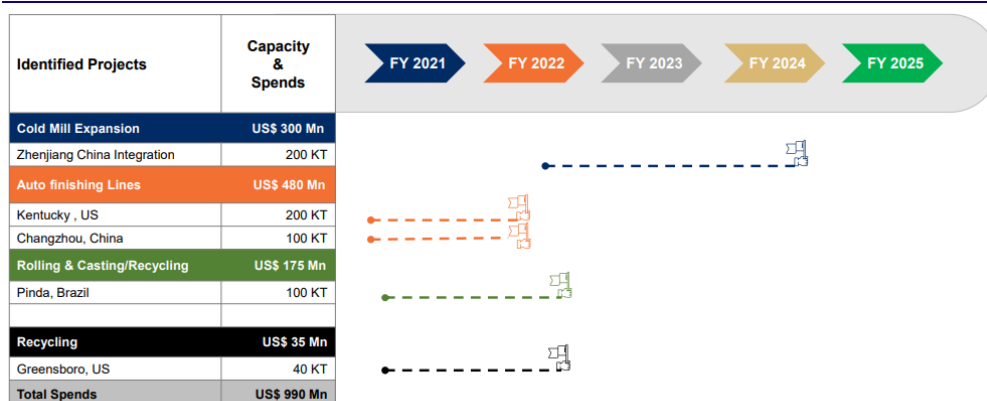 Identified Projects
Capacity
&
Spends
FY 2021
FY 2022
FY 2023
FY 2024
FY 2025
Cold Mill Expansion US$ 300 Mn
Zhenjiang China Integration 200 KT
Auto finishing Lines US$ 480 Mn
Kentucky , US 200 KT
Changzhou, China 100 KT
Rolling & Casting/Recycling US$ 175 Mn
Pinda, Brazil 100 KT
Recycling US$ 35 Mn
Greensboro, US 40 KT
Total Spends US$ 990 Mn